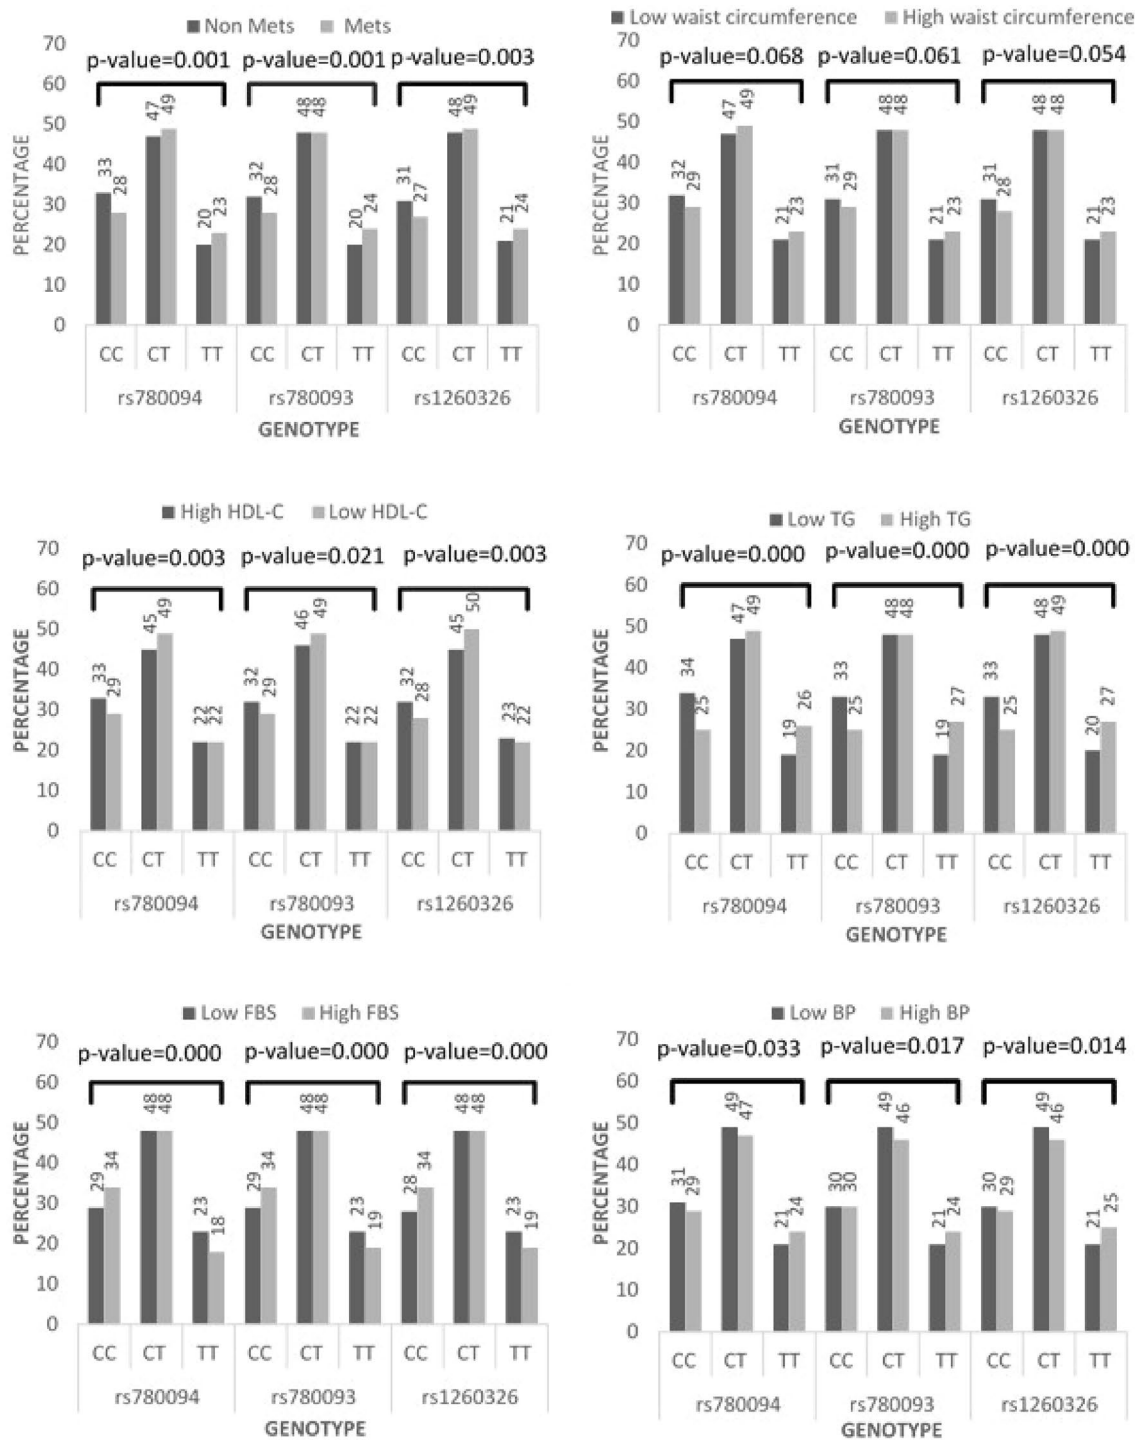 Non Mets Mets
p-value=0.001 p-value=0.001 p-value=0.003
70
60
50
40
30
20
10
0
PERCENTAGE
33 28 47 49 20 23 32 28 48 48 20 24 31 27 48 49 21 24
CC CT TT CC CT TT CC CT TT
rs780094 rs780093 rs1260326
GENOTYPE
Low waist circumference High waist circumference
p-value=0.068 p-value=0.061 p-value=0.054
70
60
50
40
30
20
10
0
PERCENTAGE
32 29 47 49 21 23 31 29 48 48 21 23 31 28 48 48 21 23
CC CT TT CC CT TT CC CT TT
rs780094 rs780093 rs1260326
GENOTYPE
High HDL-C Low HDL-C
p-value=0.003 p-value=0.021 p-value=0.003
70
60
50
40
30
20
10
0
PERCENTAGE
33 29 45 49 22 22 32 29 46 49 22 22 32 28 45 50 23 22
CC CT TT CC CT TT CC CT TT
rs780094 rs780093 rs1260326
GENOTYPE
Low TG High TG
p-value=0.000 p-value=0.000 p-value=0.000
70
60
50
40
30
20
10
0
PERCENTAGE
34 25 47 49 19 26 33 25 48 48 19 27 33 25 48 49 20 27
CC CT TT CC CT TT CC CT TT
rs780094 rs780093 rs1260326
GENOTYPE
Low FBS High FBS
p-value=0.000 p-value=0.000 p-value=0.000
70
60
50
40
30
20
10
0
PERCENTAGE
29 34 48 48 23 18 29 34 48 48 23 19 28 34 48 48 23 19
CC CT TT CC CT TT CC CT TT
rs780094 rs780093 rs1260326
GENOTYPE
Low BP High BP
p-value=0.033 p-value=0.017 p-value=0.014
70
60
50
40
30
20
10
0
PERCENTAGE
31 29 49 47 21 24 30 30 49 46 21 24 30 29 49 46 21 25
CC CT TT CC CT TT CC CT TT
rs780094 rs780093 rs1260326
GENOTYPE